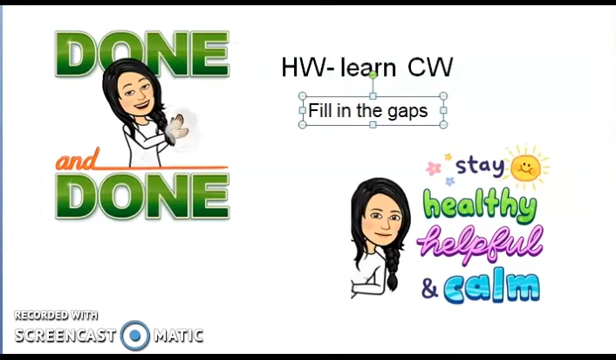 DONE
and
DONE
HW- learn CW
Fill in the gaps
stay
healthy
helpful
& calm
RECORDED WITH
SCREENCAST MATIC